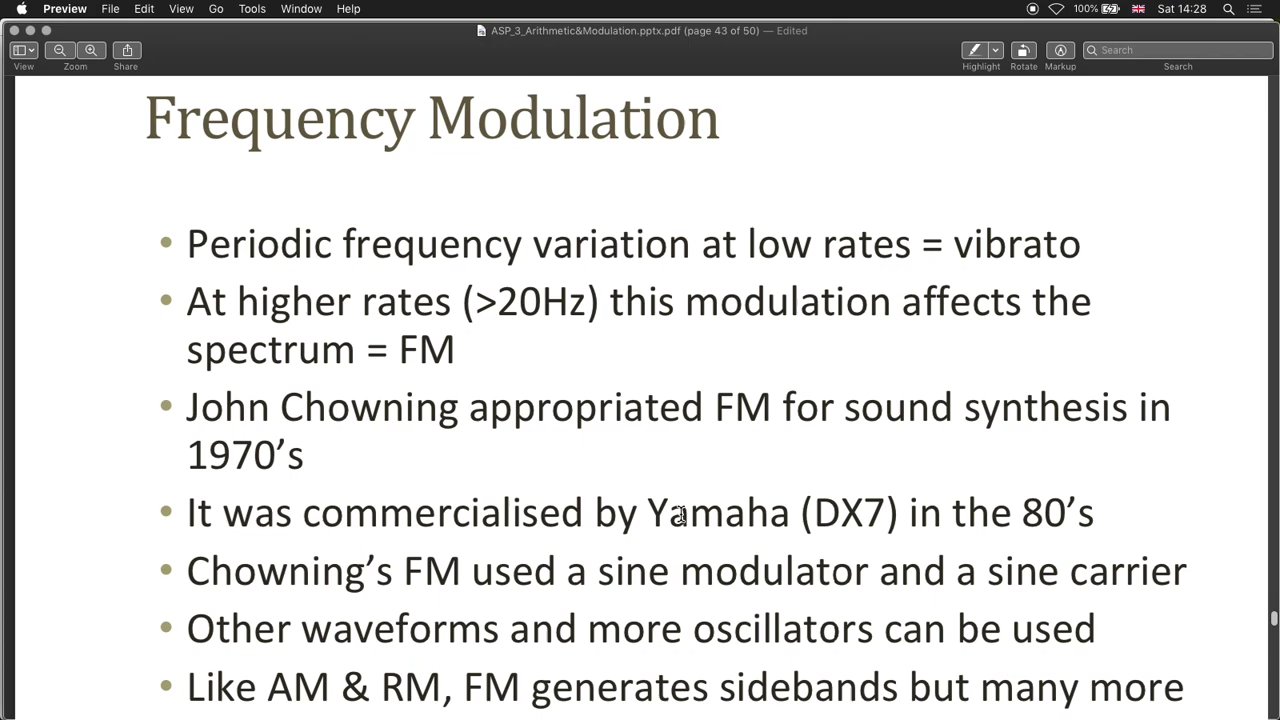 Preview File Edit View Go Tools Window Help 100% Sat 14:28
ASP_3_Arithmetic&Modulation.pptx.pdf (page 43 of 50) — Edited
View Zoom Share Highlight Rotate Markup Search Search
Frequency Modulation
• Periodic frequency variation at low rates = vibrato
• At higher rates (>20Hz) this modulation affects the
spectrum = FM
• John Chowning appropriated FM for sound synthesis in
1970’s
• It was commercialised by Yamaha (DX7) in the 80’s
• Chowning’s FM used a sine modulator and a sine carrier
• Other waveforms and more oscillators can be used
• Like AM & RM, FM generates sidebands but many more